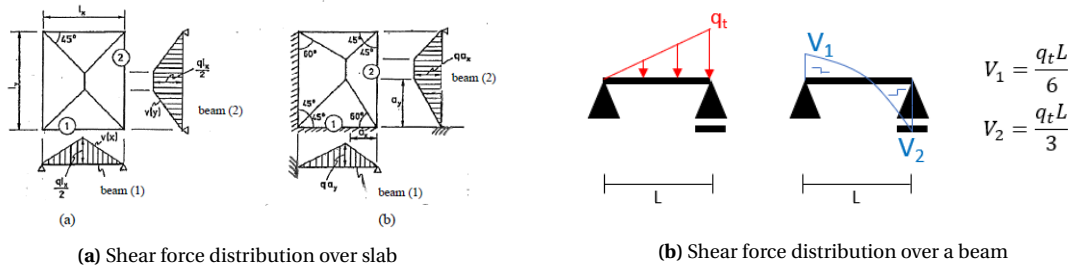 (a)
lx
45°
2
ly
qlx
2
beam (2)
v(y)
1
v(x)
qlx
2
beam (1)
(a)
(b)
60°
45°
45°
2
qax
beam (2)
ay
45°
45°
60°
1
ax
qay
beam (1)
(b)
(a) Shear force distribution over slab
qt
L
V1
V2
L
V1 = qtL
6
V2 = qtL
3
(b) Shear force distribution over a beam